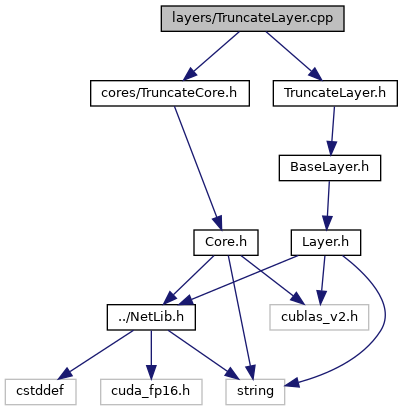 layers/TruncateLayer.cpp
cores/TruncateCore.h
TruncateLayer.h
BaseLayer.h
Core.h
Layer.h
../NetLib.h
cublas_v2.h
cstddef
cuda_fp16.h
string